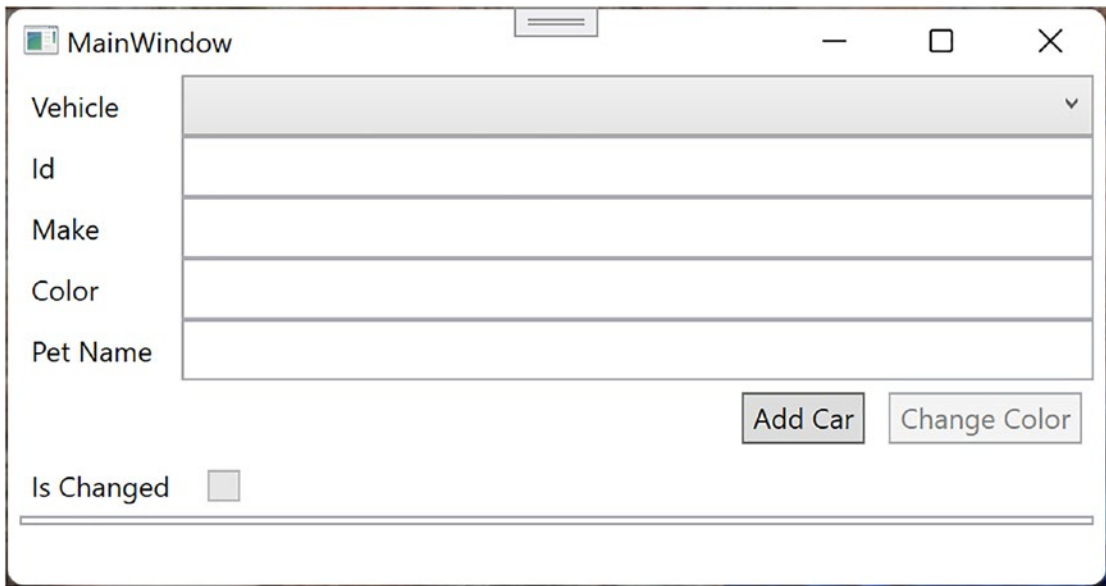 MainWindow
Vehicle
Id
Make
Color
Pet Name
Add Car Change Color
Is Changed